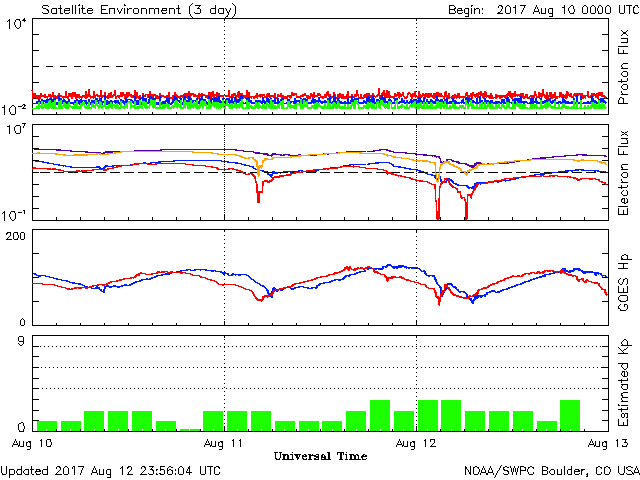 Satellite Environment (3 day) Begin: 2017 Aug 10 0000 UTC
10^4
10^-2
Proton Flux
10^7
10^-1
Electron Flux
200
0
GOES Hp
9
0
Estimated Kp
Aug 10 Aug 11 Aug 12 Aug 13
Universal Time
Updated 2017 Aug 12 23:56:04 UTC NOAA/SWPC Boulder, CO USA